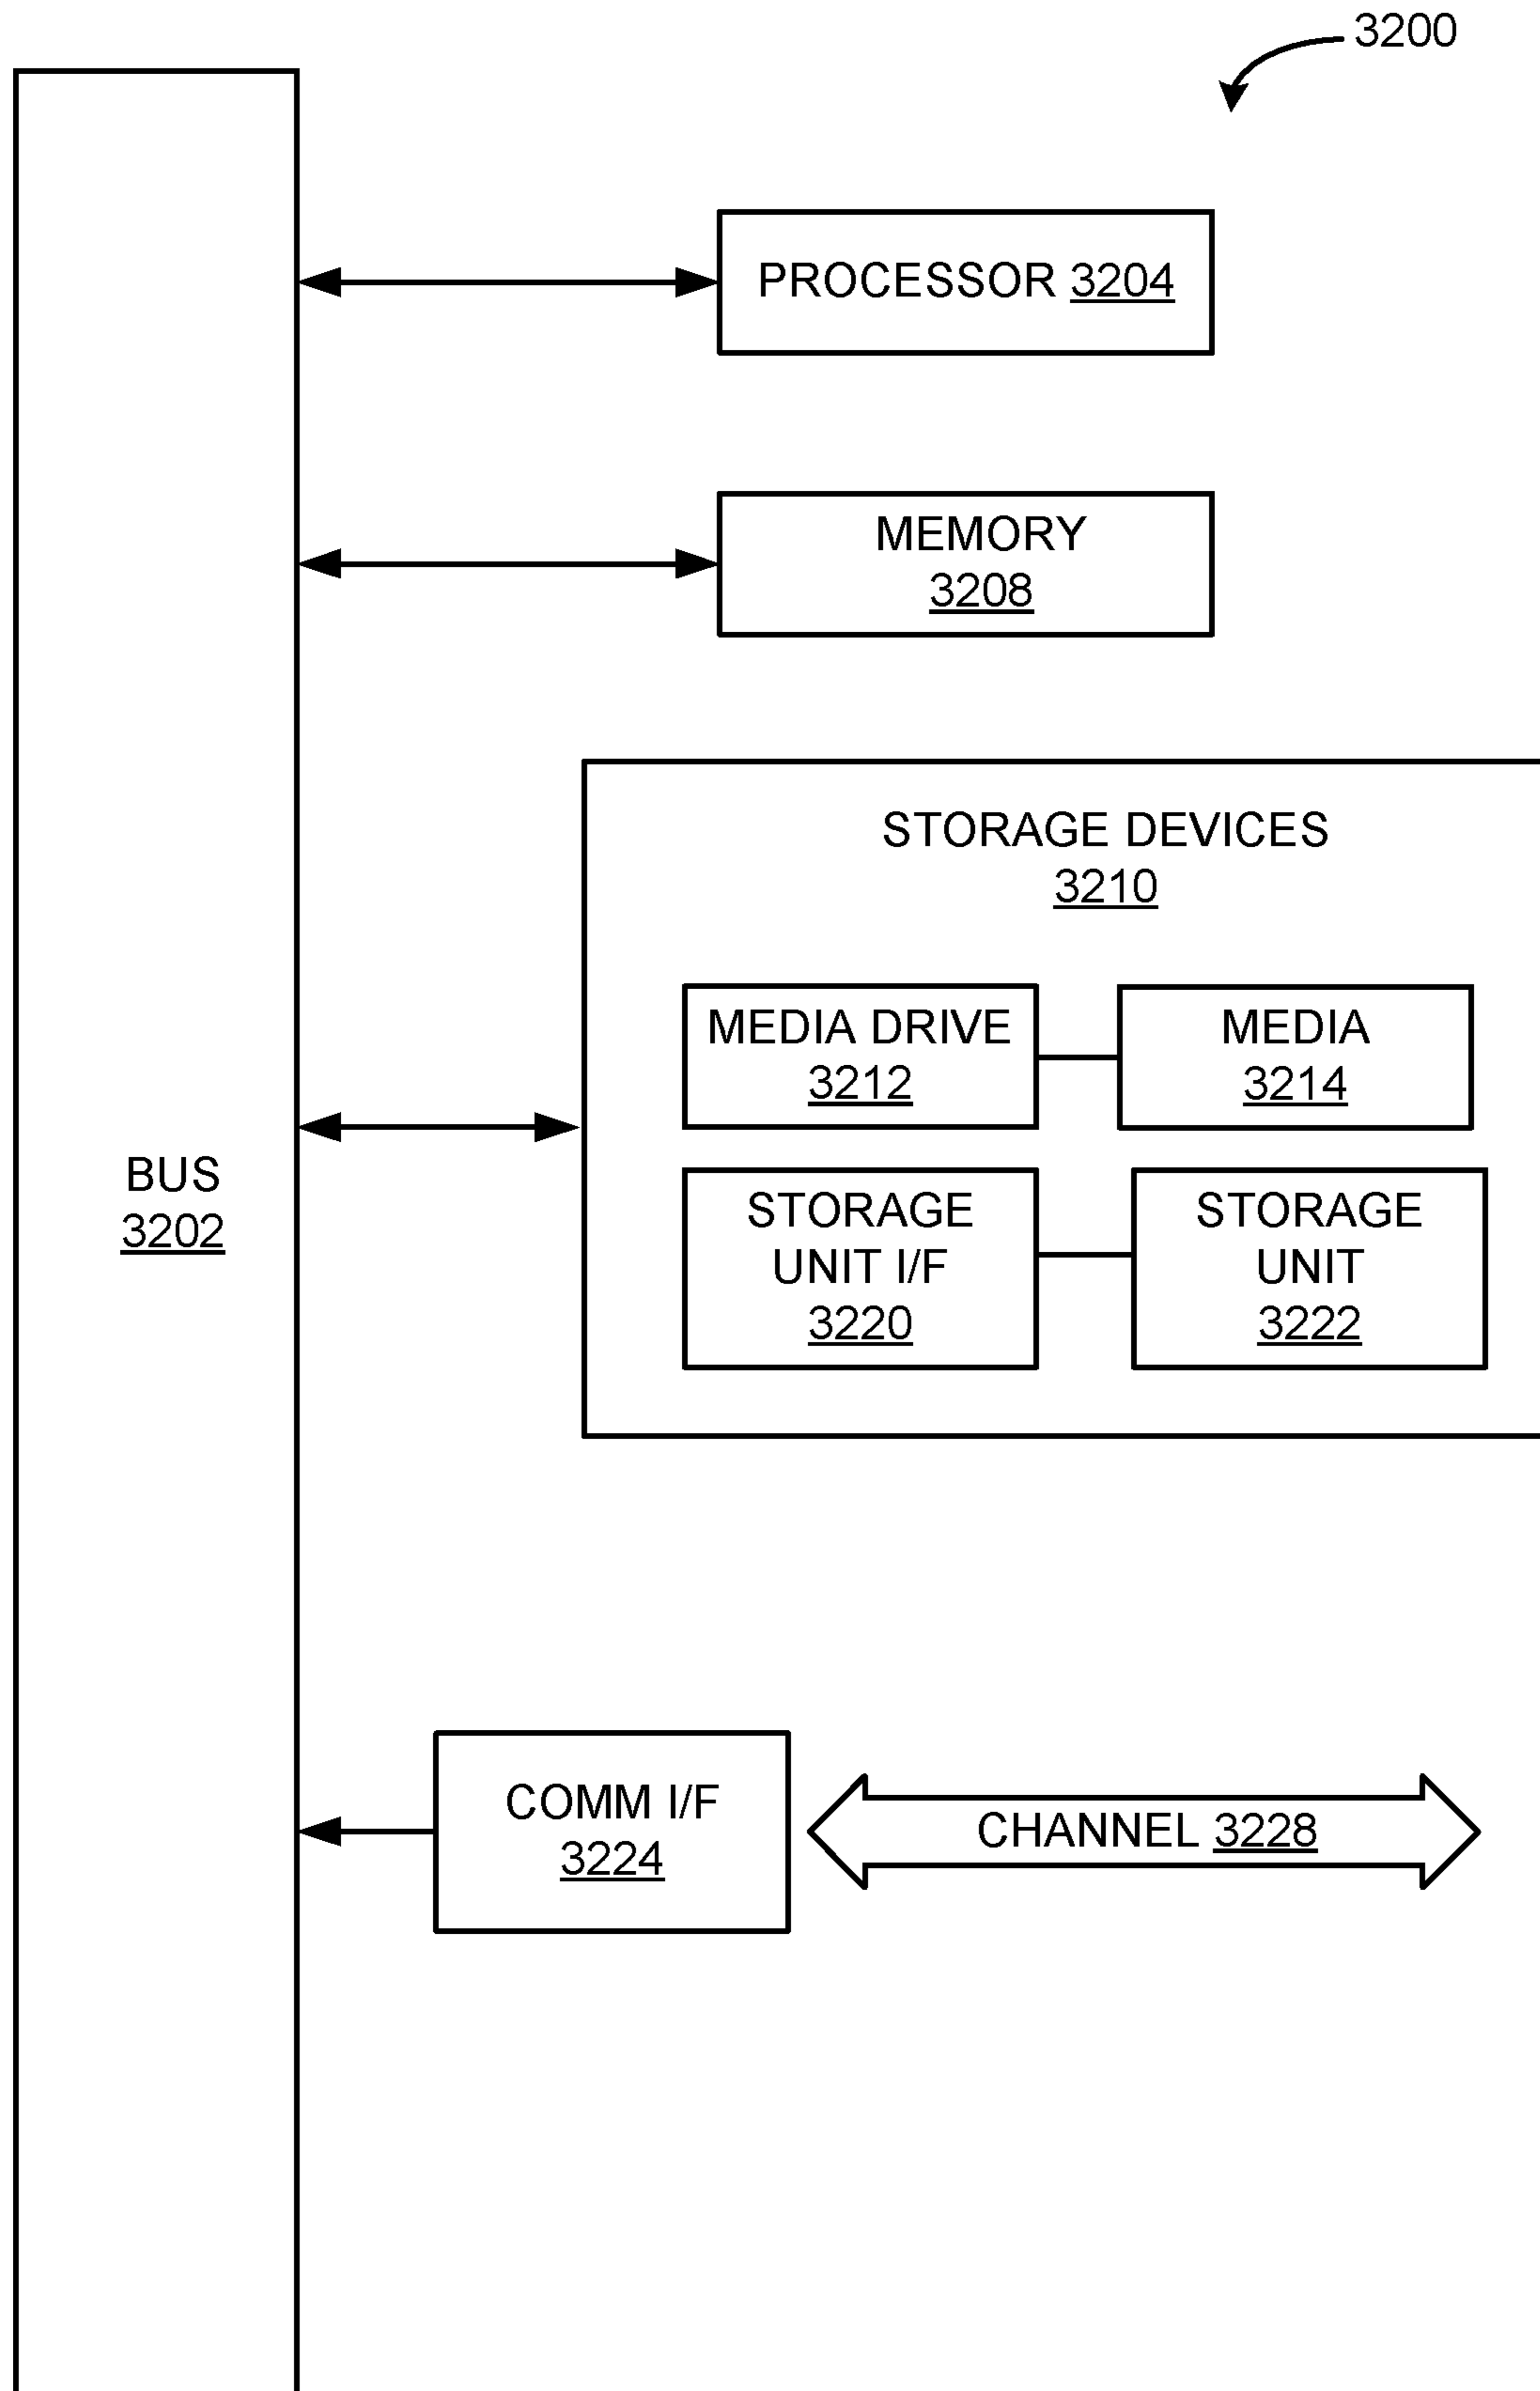 3200
PROCESSOR 3204
MEMORY
3208
STORAGE DEVICES
3210
MEDIA DRIVE
3212
MEDIA
3214
BUS
3202
STORAGE
UNIT I/F
3220
STORAGE
UNIT
3222
COMM I/F
3224
CHANNEL 3228